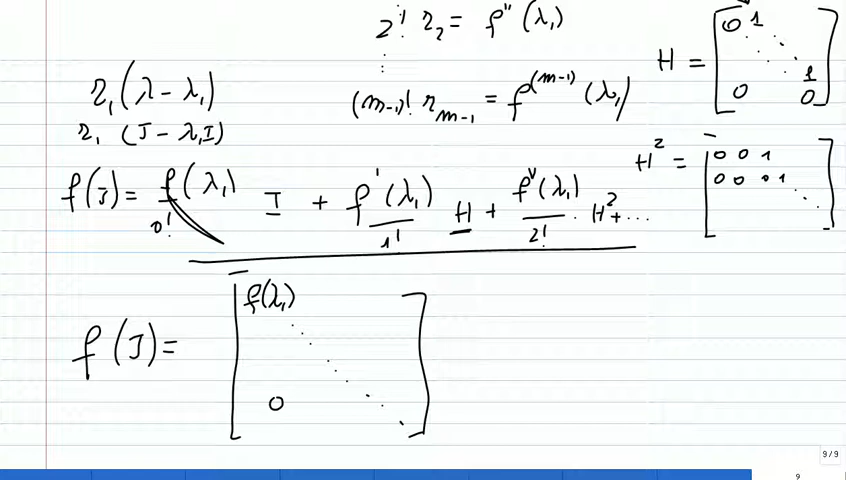 2! r₂ = f''(λ₁)
⋮
r₁(λ − λ₁)
(m−1)! r_{m−1} = f^{(m−1)}(λ₁)
r₁ (J − λ₁I)
H = [0 1 ⋱ ⋱ 1 0 0]
H² = [0 0 1
0 0 0 1 ⋱]
f(J) = f(λ₁)/0! I + f'(λ₁)/1! H + f''(λ₁)/2! · H² + ...
f(J) = [f(λ₁) ⋱ 0 ⋱]
9/9
9